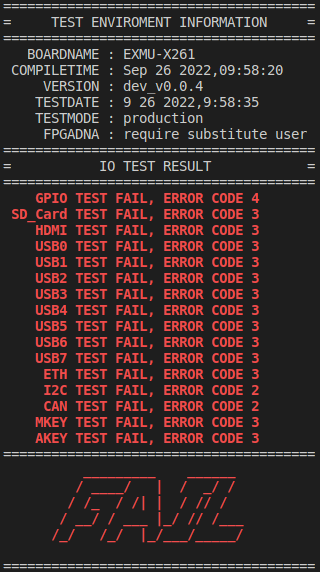 ========================================
=     TEST ENVIROMENT INFORMATION     =
========================================
BOARDNAME : EXMU-X261
COMPILETIME : Sep 26 2022,09:58:20
VERSION : dev_v0.0.4
TESTDATE : 9 26 2022,9:58:35
TESTMODE : production
FPGADNA : require substitute user
========================================
=           IO TEST RESULT            =
========================================
GPIO TEST FAIL, ERROR CODE 4
SD_Card TEST FAIL, ERROR CODE 3
HDMI TEST FAIL, ERROR CODE 3
USB0 TEST FAIL, ERROR CODE 3
USB1 TEST FAIL, ERROR CODE 3
USB2 TEST FAIL, ERROR CODE 3
USB3 TEST FAIL, ERROR CODE 3
USB4 TEST FAIL, ERROR CODE 3
USB5 TEST FAIL, ERROR CODE 3
USB6 TEST FAIL, ERROR CODE 3
USB7 TEST FAIL, ERROR CODE 3
ETH TEST FAIL, ERROR CODE 3
I2C TEST FAIL, ERROR CODE 2
CAN TEST FAIL, ERROR CODE 2
MKEY TEST FAIL, ERROR CODE 3
AKEY TEST FAIL, ERROR CODE 3
========================================
FAIL
========================================